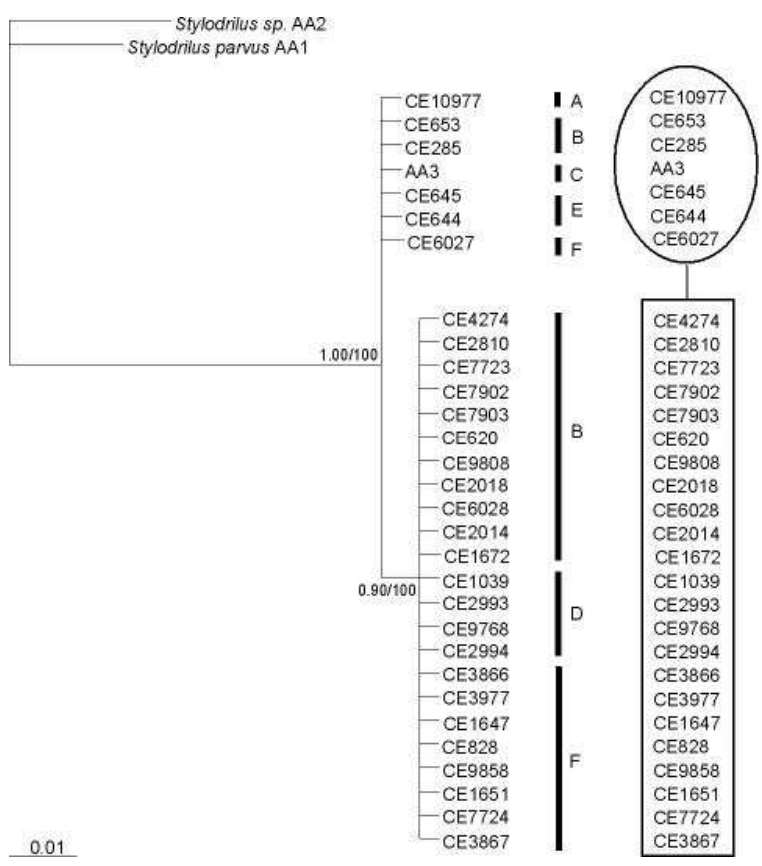 Stylodrilus sp. AA2
Stylodrilus parvus AA1
CE10977 A CE10977
CE653 CE653
B
CE285 CE285
AA3 C AA3
CE645 CE645
E
CE644 CE644
CE6027 F CE6027
CE4274 CE4274
CE2810 CE2810
1.00/100
CE7723 CE7723
CE7902 CE7902
CE7903 CE7903
B
CE620 CE620
CE9808 CE9808
CE2018 CE2018
CE6028 CE6028
CE2014 CE2014
CE1672 CE1672
CE1039 CE1039
0.90/100
CE2993 D CE2993
CE9768 CE9768
CE2994 CE2994
CE3866 CE3866
CE3977 CE3977
CE1647 CE1647
CE828 CE828
F
CE9858 CE9858
CE1651 CE1651
CE7724 CE7724
CE3867 CE3867
0.01